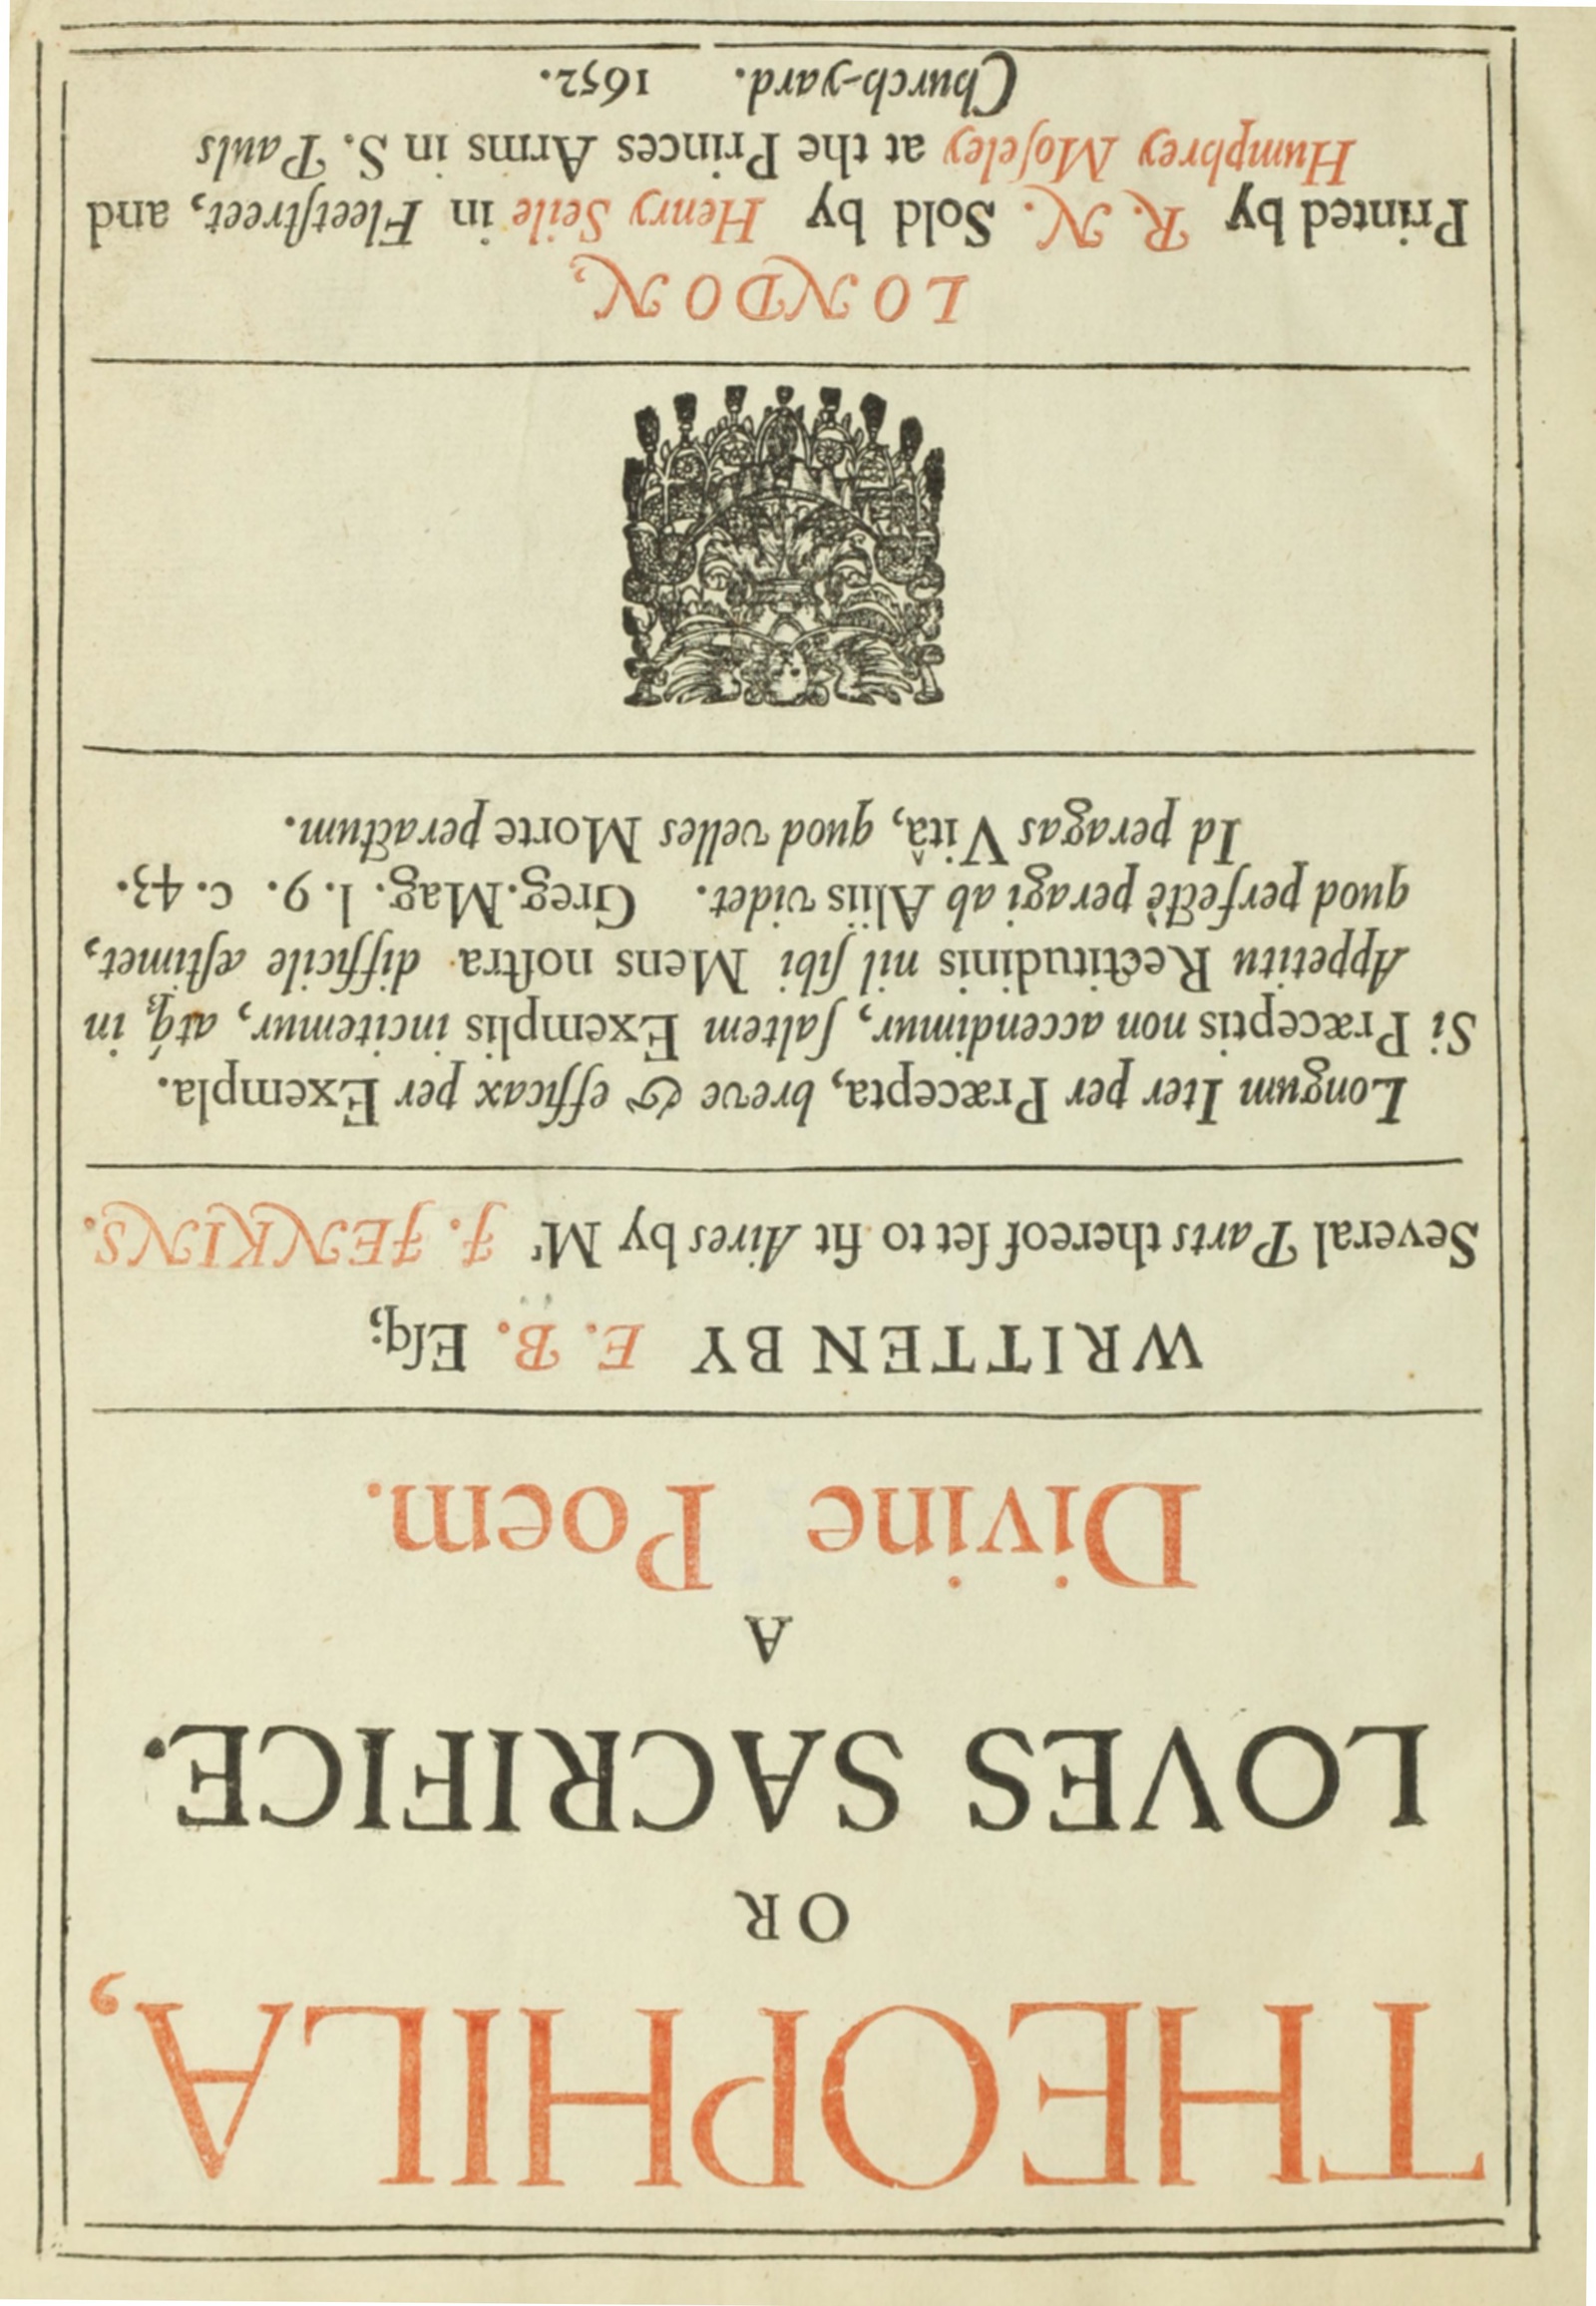 THEOPHILA,
OR
LOVES SACRIFICE.
A
Divine Poem.
WRITTEN BY E. B. Eſq;
Several Parts thereof ſet to fit Aires by Mʳ J. JENKINS.
Longum Iter per Præcepta, breve & efficax per Exempla.
Si Præceptis non accendimur, ſaltem Exemplis incitemur, atq́ꝫ in
Appetitu Rectitudinis nil ſibi Mens noſtra difficile æſtimet,
quod perfectè peragi ab Aliis videt. Greg. Mag. l. 9. c. 43.
Id peragas Vitâ, quod velles Morte peractum.
LONDON,
Printed by R. N. Sold by Henry Seile in Fleetſtreet, and
Humphrey Moſeley at the Princes Arms in S. Pauls
Church-yard. 1652.